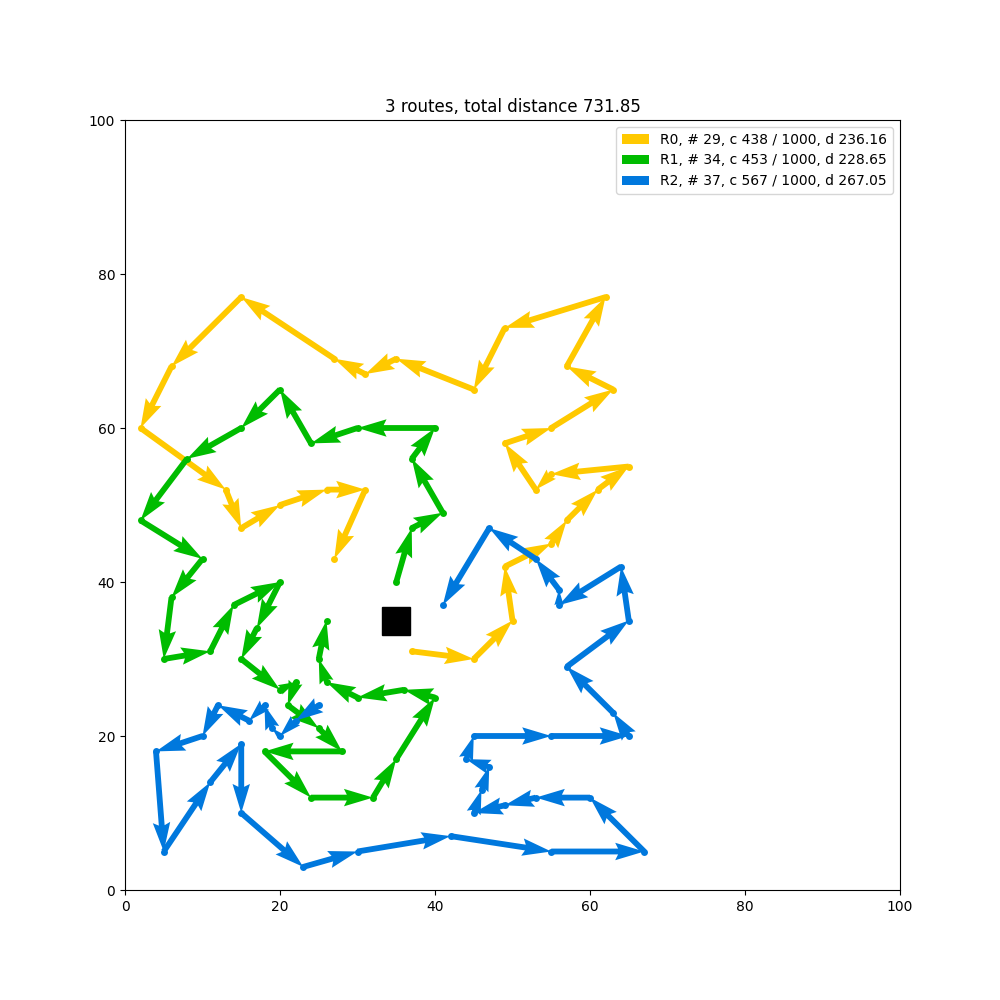 3 routes, total distance 731.85
R0, # 29, c 438 / 1000, d 236.16
R1, # 34, c 453 / 1000, d 228.65
R2, # 37, c 567 / 1000, d 267.05
100
80
60
40
20
0
0 20 40 60 80 100